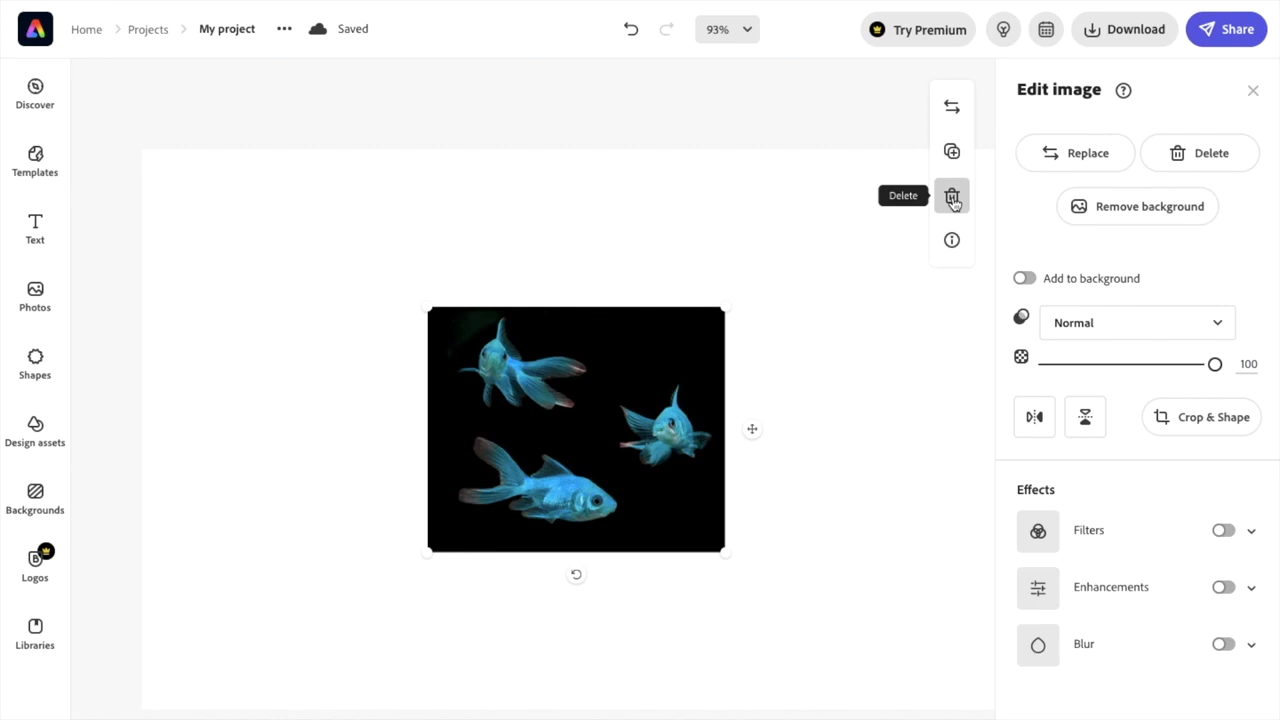 Home
Projects
My project
Saved
93%
Try Premium
Download
Share
Discover
Templates
Text
Photos
Shapes
Design assets
Backgrounds
Logos
Libraries
Delete
Edit image
Replace
Delete
Remove background
Add to background
Normal
100
Crop & Shape
Effects
Filters
Enhancements
Blur